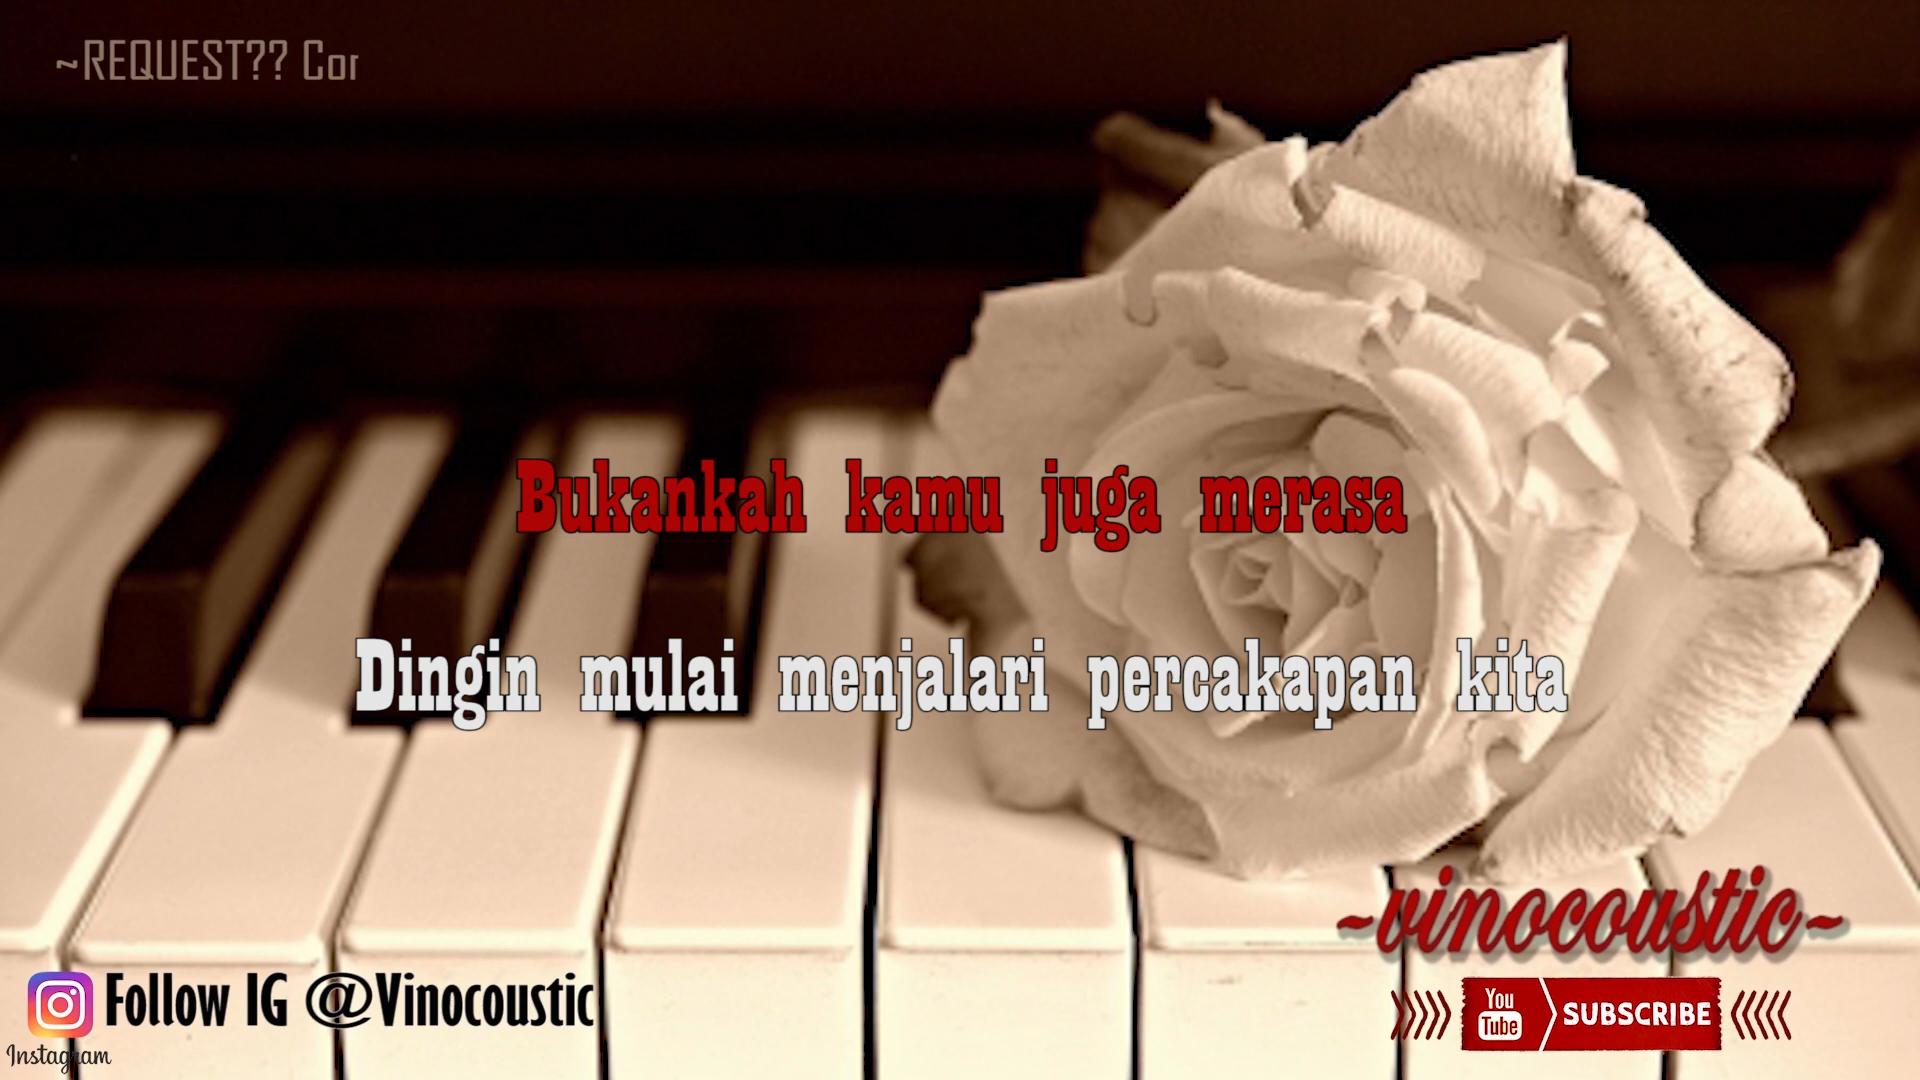 ~REQUEST?? Cor
Bukankah kamu juga merasa
Dingin mulai menjalari percakapan kita
~vinocoustic~
Follow IG @Vinocoustic
You
Tube
SUBSCRIBE
Instagram